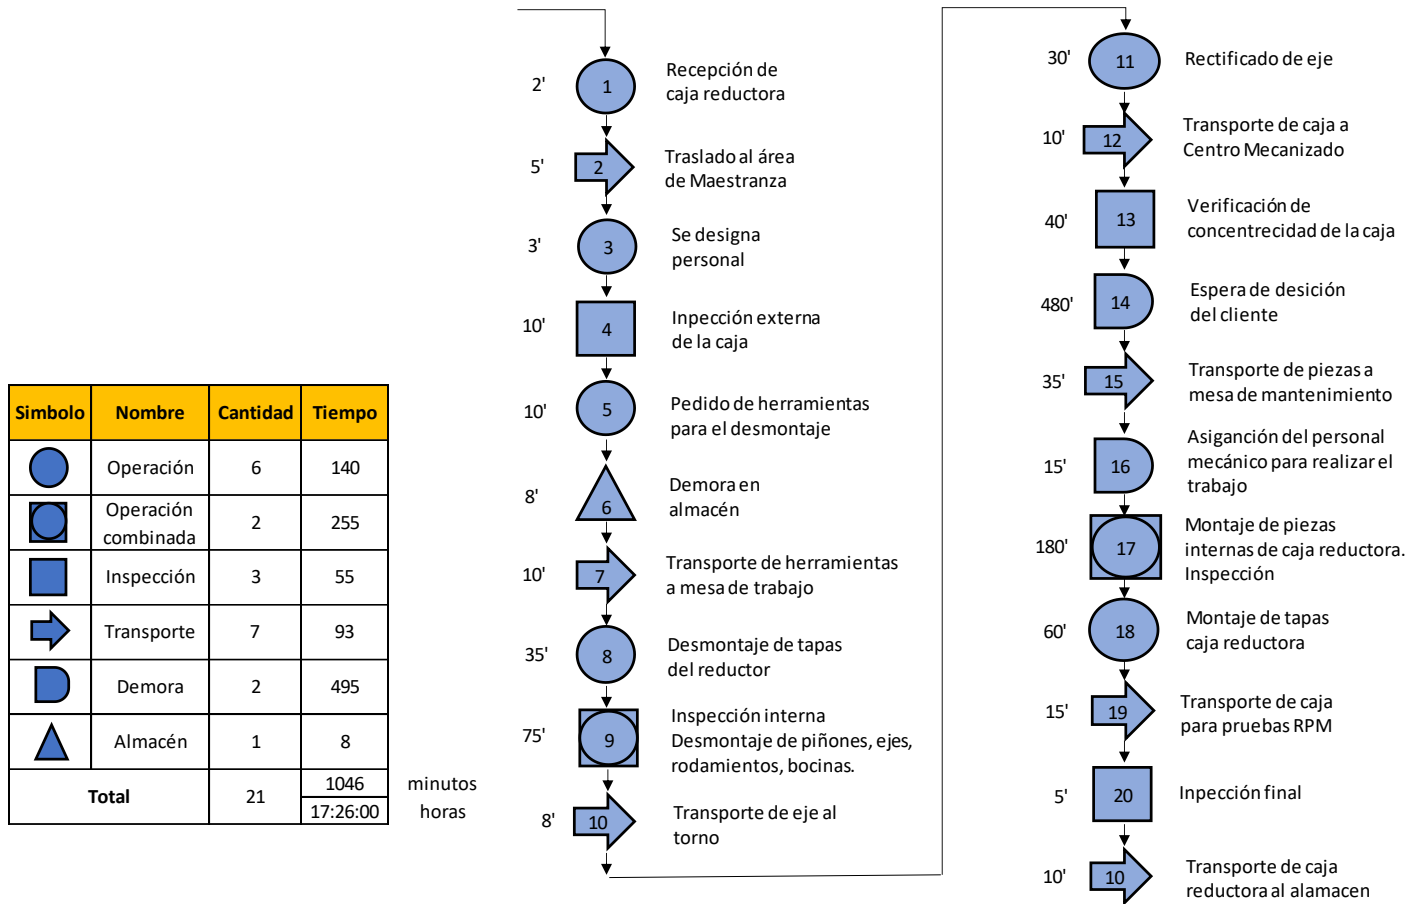 Simbolo Nombre Cantidad Tiempo
Operación 6 140
Operación
combinada 2 255
Inspección 3 55
Transporte 7 93
Demora 2 495
Almacén 1 8
Total 21 1046 minutos
17:26:00 horas
2' 1 Recepción de
caja reductora
5' 2 Traslado al área
de Maestranza
3' 3 Se designa
personal
10' 4 Inpección externa
de la caja
10' 5 Pedido de herramientas
para el desmontaje
8' 6 Demora en
almacén
10' 7 Transporte de herramientas
a mesa de trabajo
35' 8 Desmontaje de tapas
del reductor
75' 9 Inspección interna
Desmontaje de piñones, ejes,
rodamientos, bocinas.
8' 10 Transporte de eje al
torno
30' 11 Rectificado de eje
10' 12 Transporte de caja a
Centro Mecanizado
40' 13 Verificación de
concentrecidad de la caja
480' 14 Espera de desición
del cliente
35' 15 Transporte de piezas a
mesa de mantenimiento
15' 16 Asiganción del personal
mecánico para realizar el
trabajo
180' 17 Montaje de piezas
internas de caja reductora.
Inspección
60' 18 Montaje de tapas
caja reductora
15' 19 Transporte de caja
para pruebas RPM
5' 20 Inpección final
10' 10 Transporte de caja
reductora al alamacen